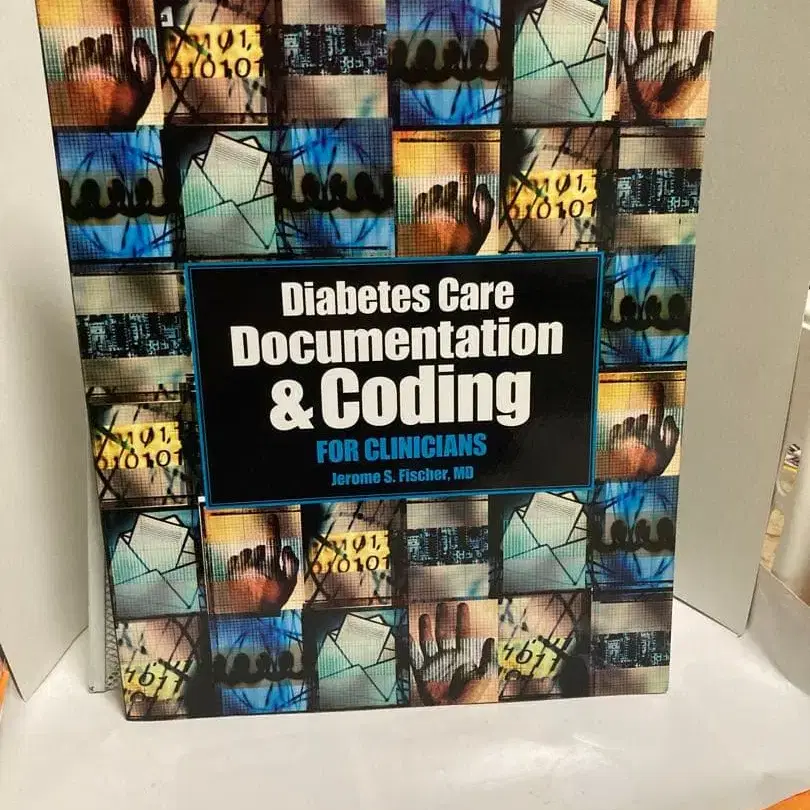 Diabetes Care
Documentation
& Coding
FOR CLINICIANS
Jerome S. Fischer, MD